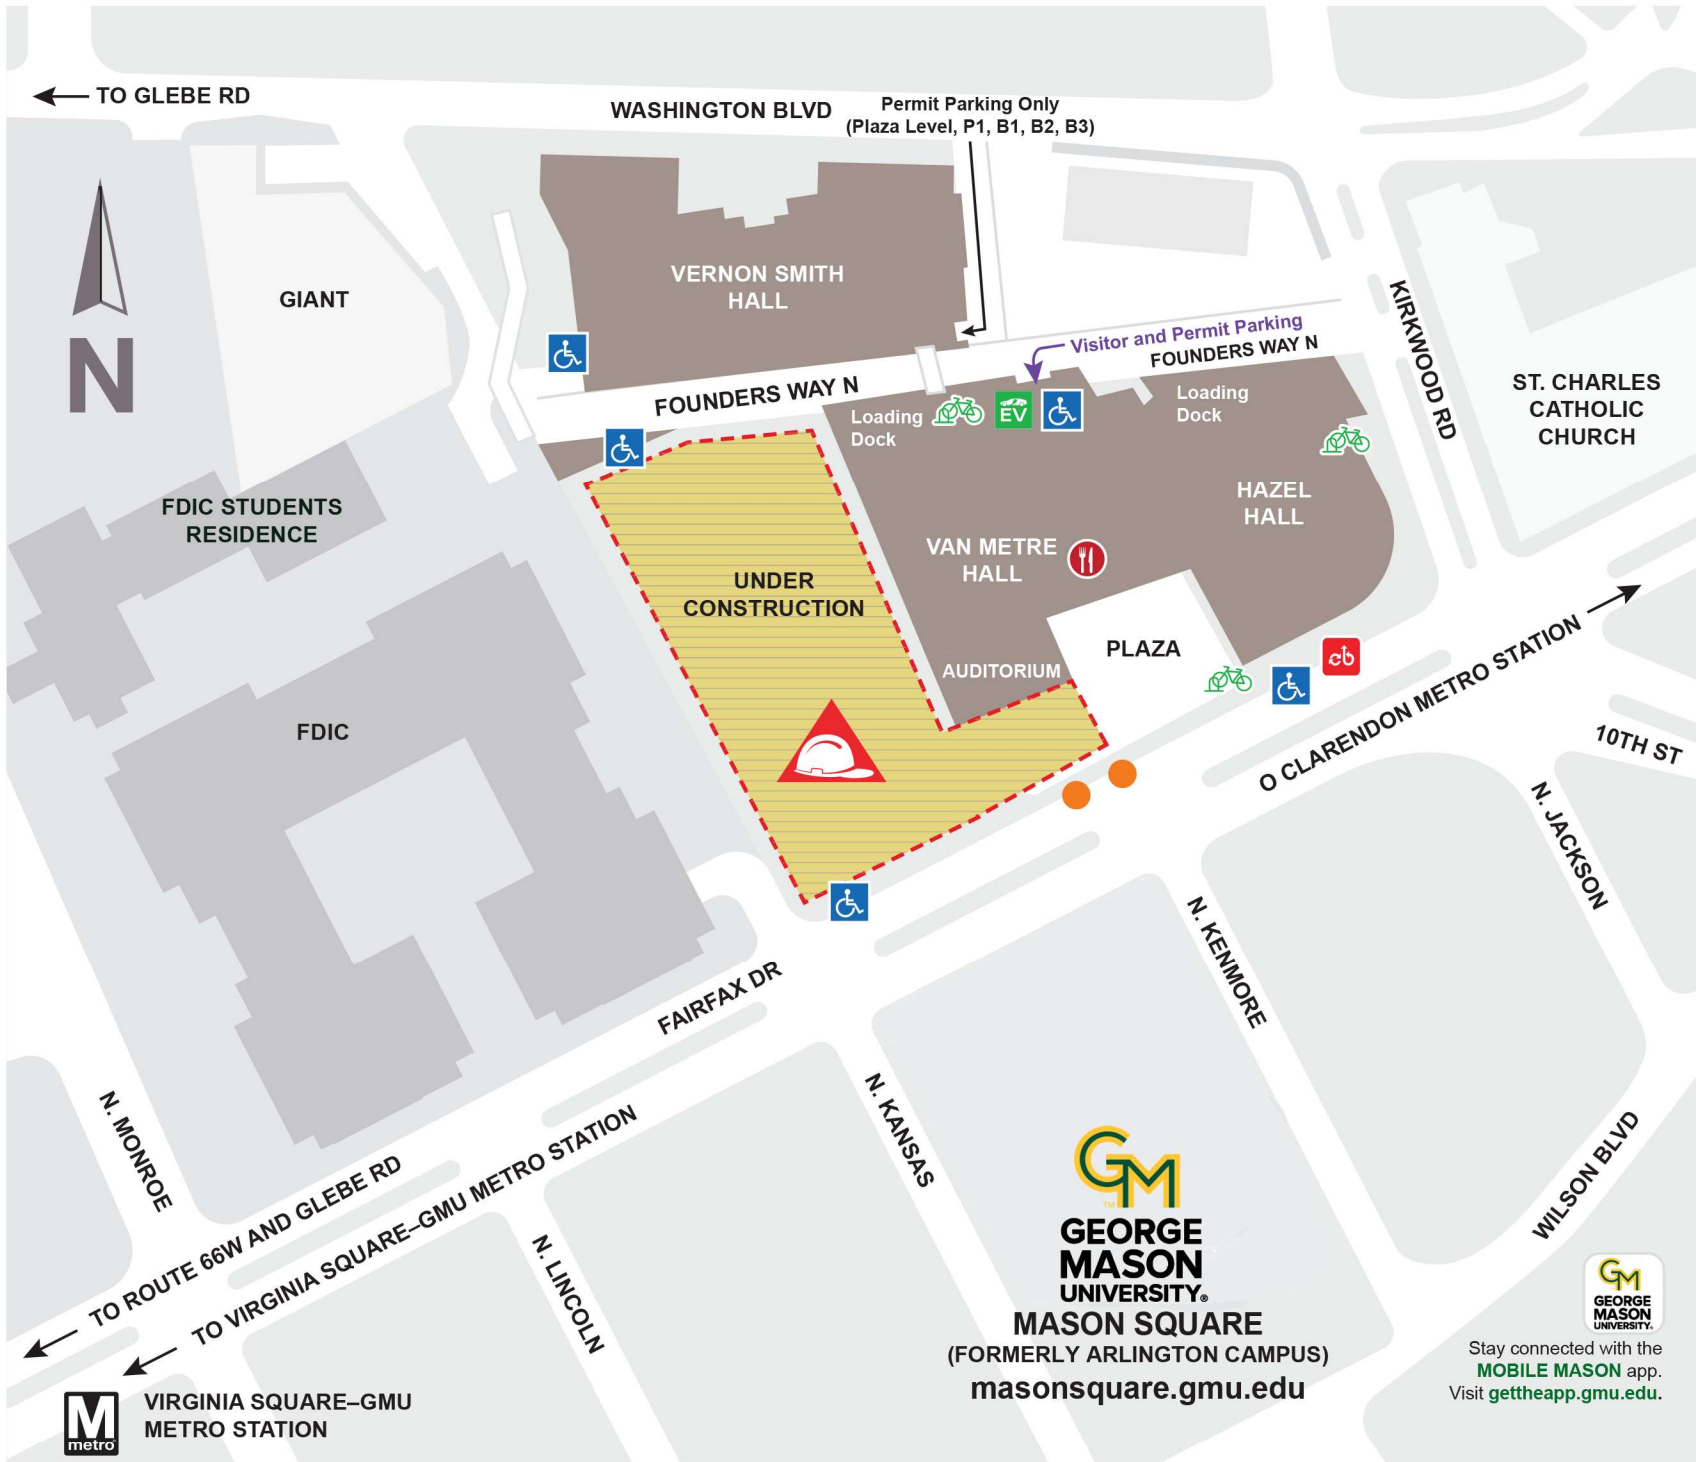 TO GLEBE RD
WASHINGTON BLVD
Permit Parking Only
(Plaza Level, P1, B1, B2, B3)
N
GIANT
VERNON SMITH
HALL
Visitor and Permit Parking
FOUNDERS WAY N
KIRKWOOD RD
ST. CHARLES
CATHOLIC
CHURCH
FOUNDERS WAY N
Loading
Dock
EV
Loading
Dock
FDIC STUDENTS
RESIDENCE
HAZEL
HALL
VAN METRE
HALL
UNDER
CONSTRUCTION
PLAZA
AUDITORIUM
cb
FDIC
O CLARENDON METRO STATION
10TH ST
N. JACKSON
N. KENMORE
FAIRFAX DR
N. KANSAS
N. MONROE
TO ROUTE 66W AND GLEBE RD
TO VIRGINIA SQUARE–GMU METRO STATION
N. LINCOLN
WILSON BLVD
GM
TM
GEORGE
MASON
UNIVERSITY®
MASON SQUARE
(FORMERLY ARLINGTON CAMPUS)
masonsquare.gmu.edu
M
metro
VIRGINIA SQUARE–GMU
METRO STATION
GM
GEORGE
MASON
UNIVERSITY®
Stay connected with the
MOBILE MASON app.
Visit gettheapp.gmu.edu.